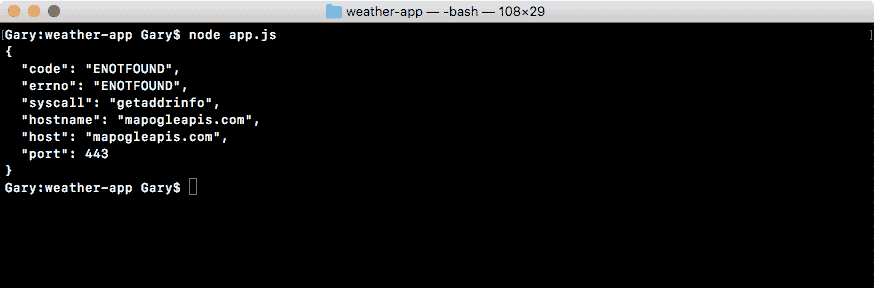 weather-app — -bash — 108×29
[Gary:weather-app Gary$ node app.js ]
{
  "code": "ENOTFOUND",
  "errno": "ENOTFOUND",
  "syscall": "getaddrinfo",
  "hostname": "mapogleapis.com",
  "host": "mapogleapis.com",
  "port": 443
}
Gary:weather-app Gary$